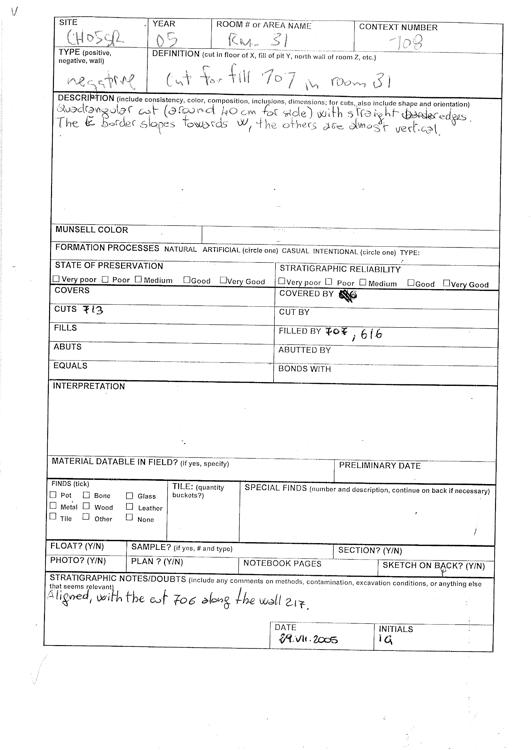 V
SITE YEAR ROOM # or AREA NAME CONTEXT NUMBER
CH05SR 05 RM. 31 708
TYPE (positive, negative, wall) DEFINITION (cut in floor of X, fill of pit Y, north wall of room Z, etc.)
negative Cut for fill 707 in room 31
DESCRIPTION (include consistency, color, composition, inclusions, dimensions; for cuts, also include shape and orientation)
Quadrangular cut (around 40 cm for side) with straight edges.
The E border slopes towards W, the others are almost vertical.
MUNSELL COLOR
FORMATION PROCESSES NATURAL ARTIFICIAL (circle one) CASUAL INTENTIONAL (circle one) TYPE:
STATE OF PRESERVATION STRATIGRAPHIC RELIABILITY
☐ Very poor ☐ Poor ☐ Medium ☐ Good ☐ Very Good ☐ Very poor ☐ Poor ☐ Medium ☐ Good ☐ Very Good
COVERS COVERED BY
CUTS 713 CUT BY
FILLS FILLED BY 707, 616
ABUTS ABUTTED BY
EQUALS BONDS WITH
INTERPRETATION
MATERIAL DATABLE IN FIELD? (If yes, specify) PRELIMINARY DATE
FINDS (tick) TILE: (quantity buckets?) SPECIAL FINDS (number and description, continue on back if necessary)
☐ Pot ☐ Bone ☐ Glass
☐ Metal ☐ Wood ☐ Leather
☐ Tile ☐ Other ☐ None
FLOAT? (Y/N) SAMPLE? (if yes, # and type) SECTION? (Y/N)
PHOTO? (Y/N) PLAN ? (Y/N) NOTEBOOK PAGES SKETCH ON BACK? (Y/N)
STRATIGRAPHIC NOTES/DOUBTS (include any comments on methods, contamination, excavation conditions, or anything else
that seems relevant)
Aligned, with the cut 706 along the wall 217.
DATE INITIALS
29.VII.2005 IG